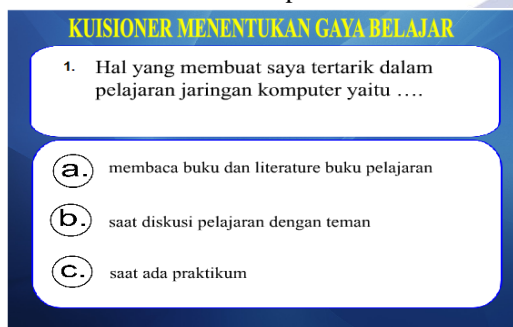 KUISIONER MENENTUKAN GAYA BELAJAR
1. Hal yang membuat saya tertarik dalam
pelajaran jaringan komputer yaitu ….
a. membaca buku dan literature buku pelajaran
b. saat diskusi pelajaran dengan teman
c. saat ada praktikum